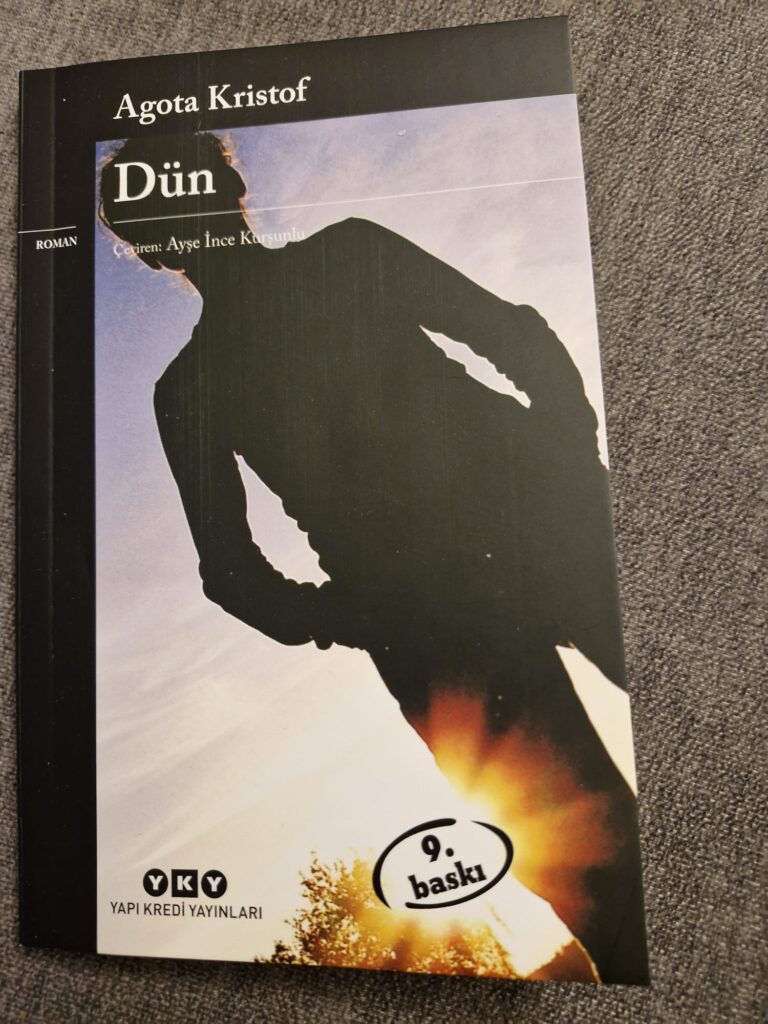 Agota Kristof
Dün
ROMAN
Çeviren: Ayşe İnce Kurşunlu
9.
baskı
YKY
YAPI KREDİ YAYINLARI